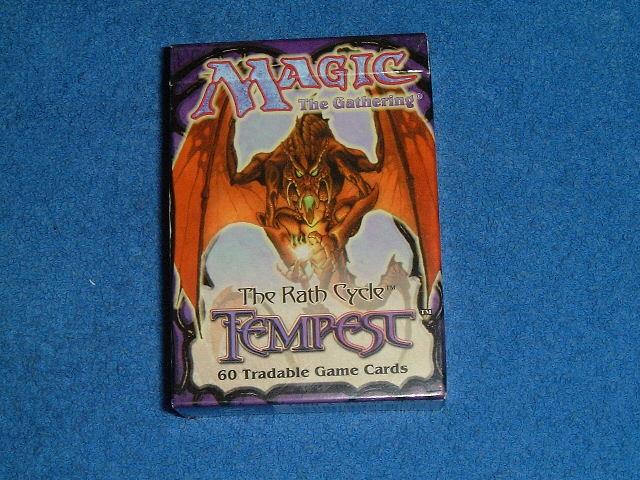 MAGIC
The Gathering®
The Rath Cycle™
TEMPEST™
60 Tradable Game Cards